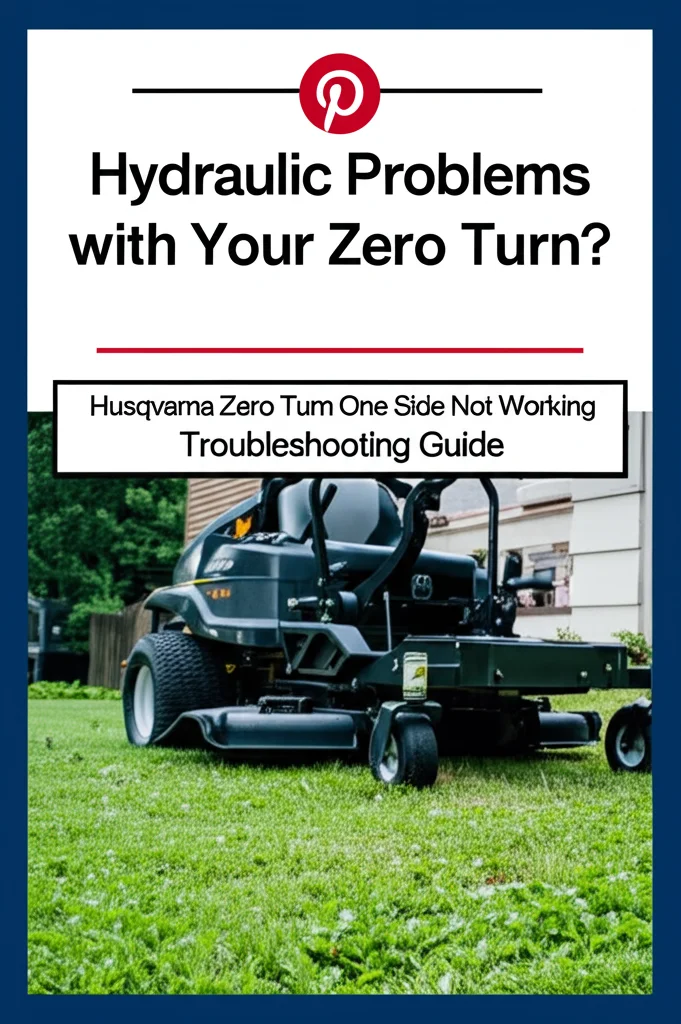 Hydraulic Problems
with Your Zero Turn?
Husqvarna Zero Turn One Side Not Working
Troubleshooting Guide